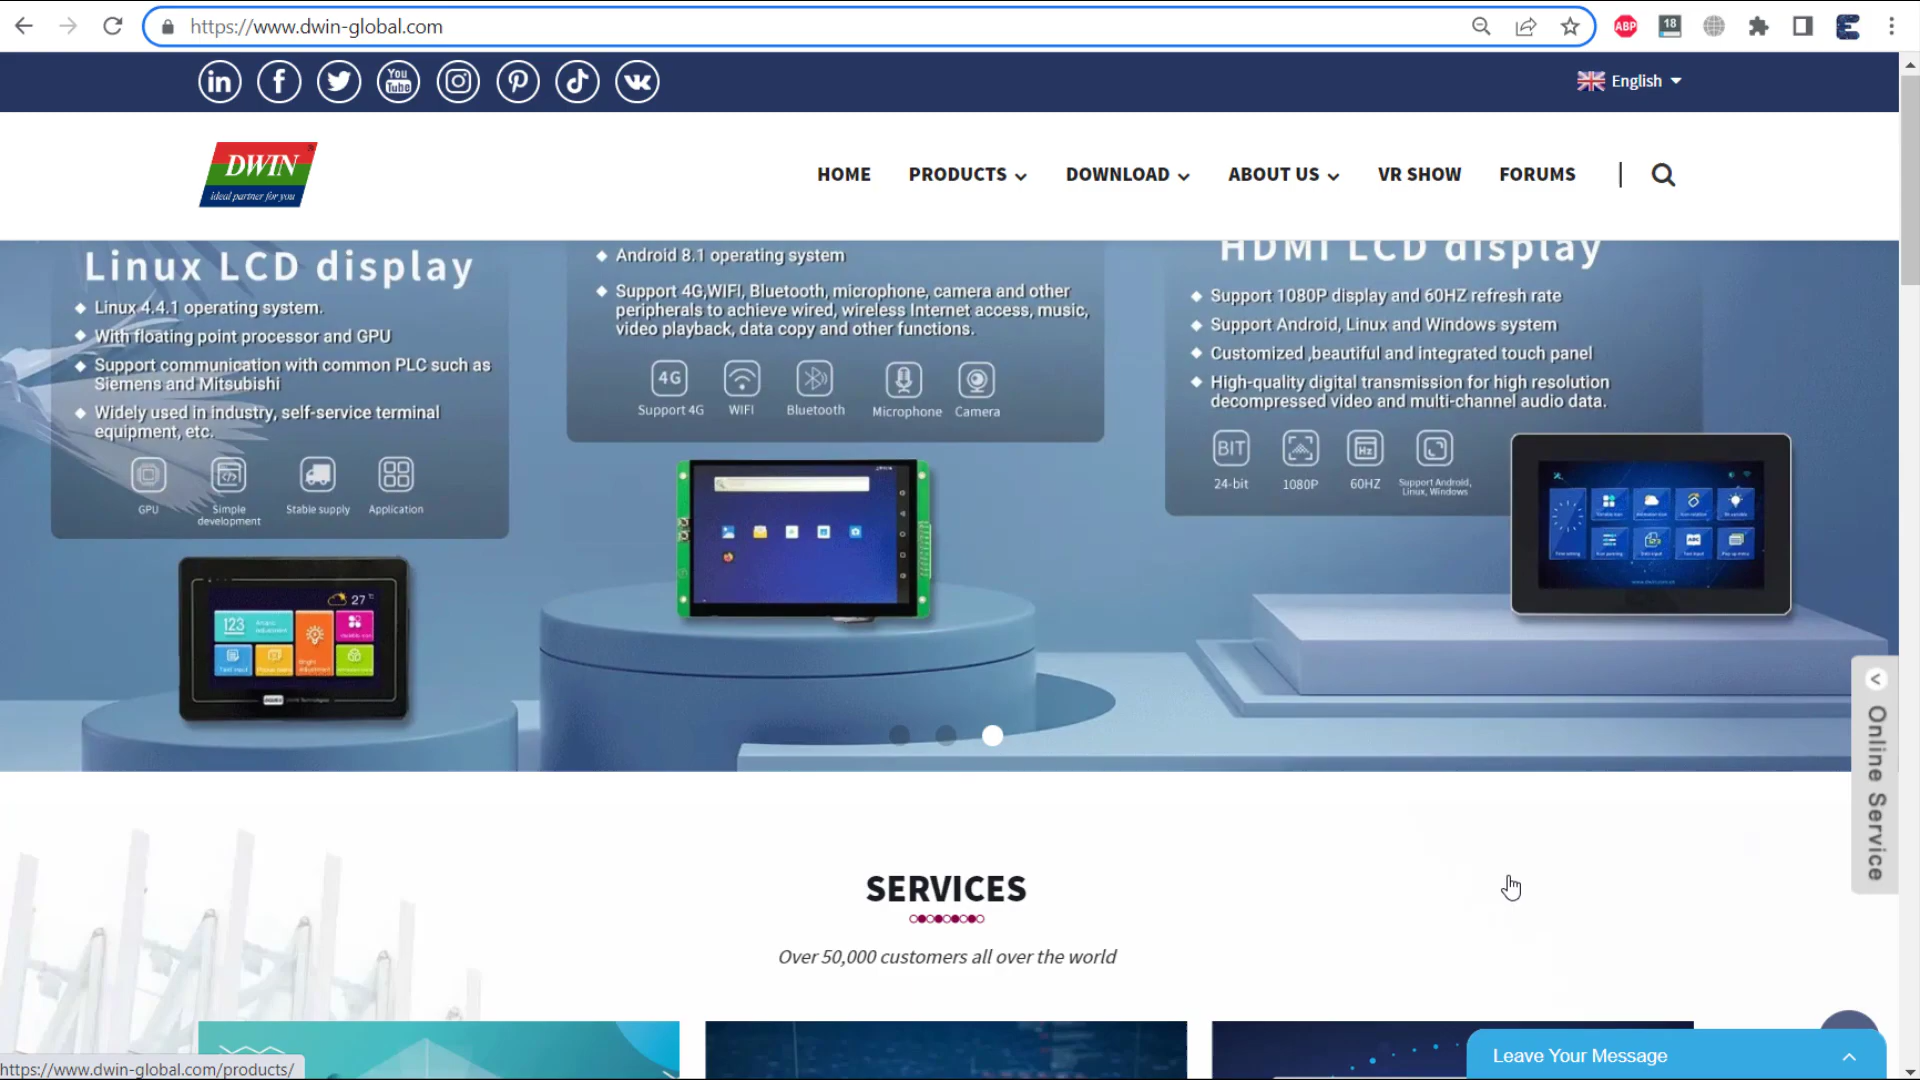 https://www.dwin-global.com
ABP
18
in f You Tube
English
DWIN
ideal partner for you
HOME PRODUCTS DOWNLOAD ABOUT US VR SHOW FORUMS
Linux LCD display
Linux 4.4.1 operating system.
With floating point processor and GPU
Support communication with common PLC such as
Siemens and Mitsubishi
Widely used in industry, self-service terminal
equipment, etc.
GPU
Simple
development
Stable supply
Application
Android 8.1 operating system
Support 4G,WIFI, Bluetooth, microphone, camera and other
peripherals to achieve wired, wireless Internet access, music,
video playback, data copy and other functions.
4G
Support 4G WIFI Bluetooth Microphone Camera
HDMI LCD display
Support 1080P display and 60HZ refresh rate
Support Android, Linux and Windows system
Customized ,beautiful and integrated touch panel
High-quality digital transmission for high resolution
decompressed video and multi-channel audio data.
BIT
Hz
24-bit 1080P 60HZ
Support Android,
Linux, Windows
27
123
Online Service
SERVICES
Over 50,000 customers all over the world
Leave Your Message
https://www.dwin-global.com/products/